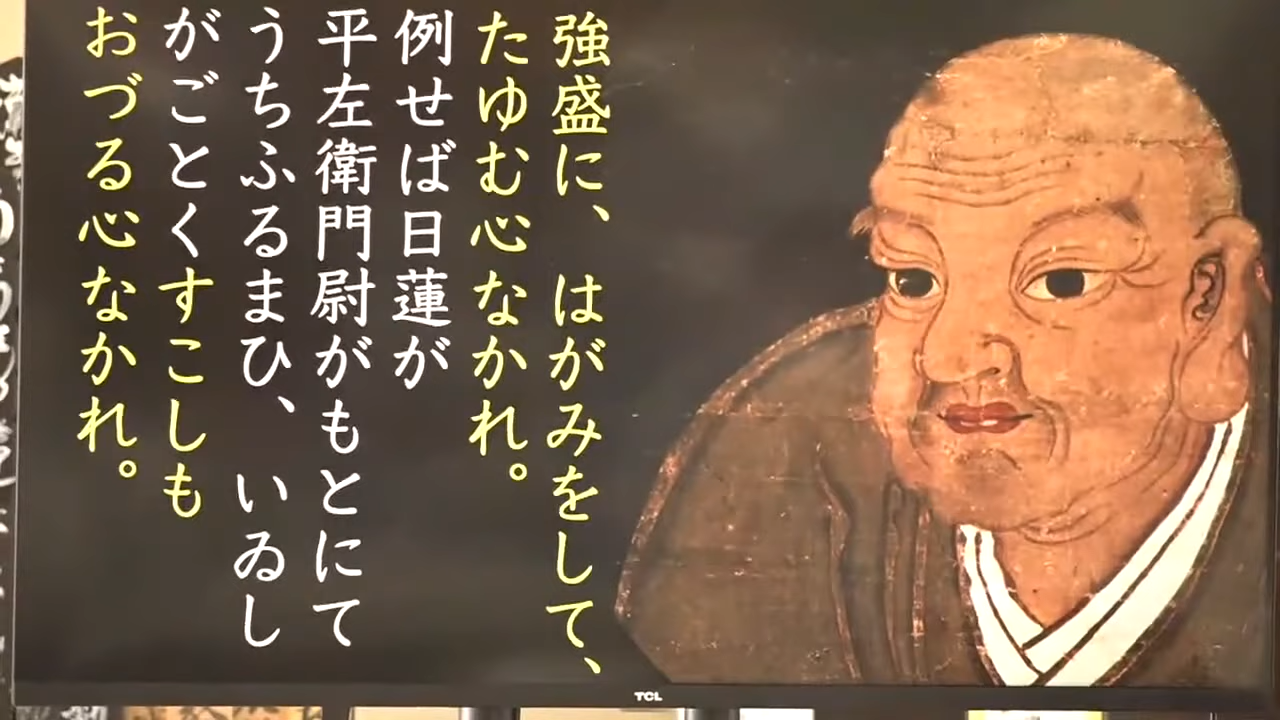 強盛に、はがみをして、
たゆむ心なかれ。
例せば日蓮が
平左衛門尉がもとにて
うちふるまひ、いゐし
がごとくすこしも
おづる心なかれ。
TCL